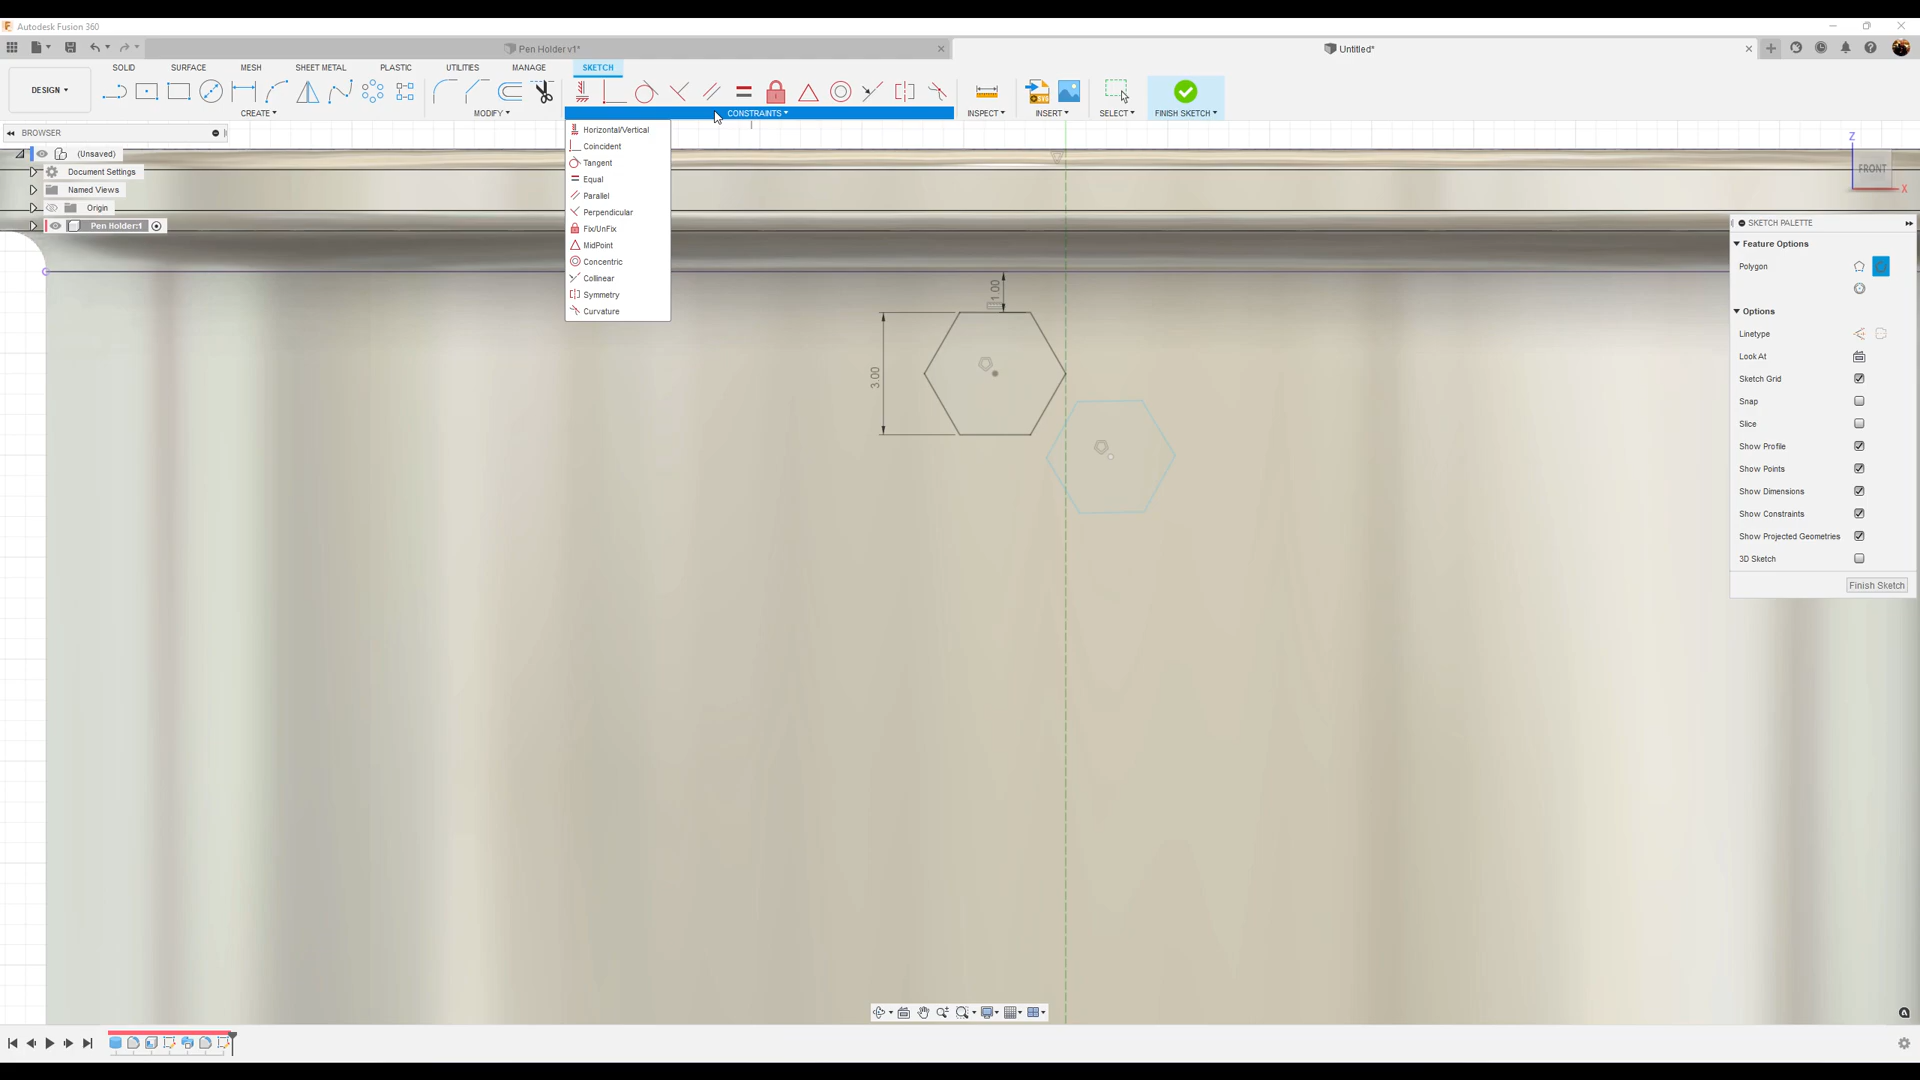 Autodesk Fusion 360
Pen Holder v1*
Untitled*
DESIGN
SOLID
SURFACE
MESH
SHEET METAL
PLASTIC
UTILITIES
MANAGE
SKETCH
CREATE
MODIFY
CONSTRAINTS
INSPECT
INSERT
SELECT
FINISH SKETCH
BROWSER
(Unsaved)
Document Settings
Named Views
Origin
Pen Holder:1
Horizontal/Vertical
Coincident
Tangent
Equal
Parallel
Perpendicular
Fix/UnFix
MidPoint
Concentric
Collinear
Symmetry
Curvature
1.00
3.00
Z
FRONT
X
SKETCH PALETTE
Feature Options
Polygon
Options
Linetype
Look At
Sketch Grid
Snap
Slice
Show Profile
Show Points
Show Dimensions
Show Constraints
Show Projected Geometries
3D Sketch
Finish Sketch